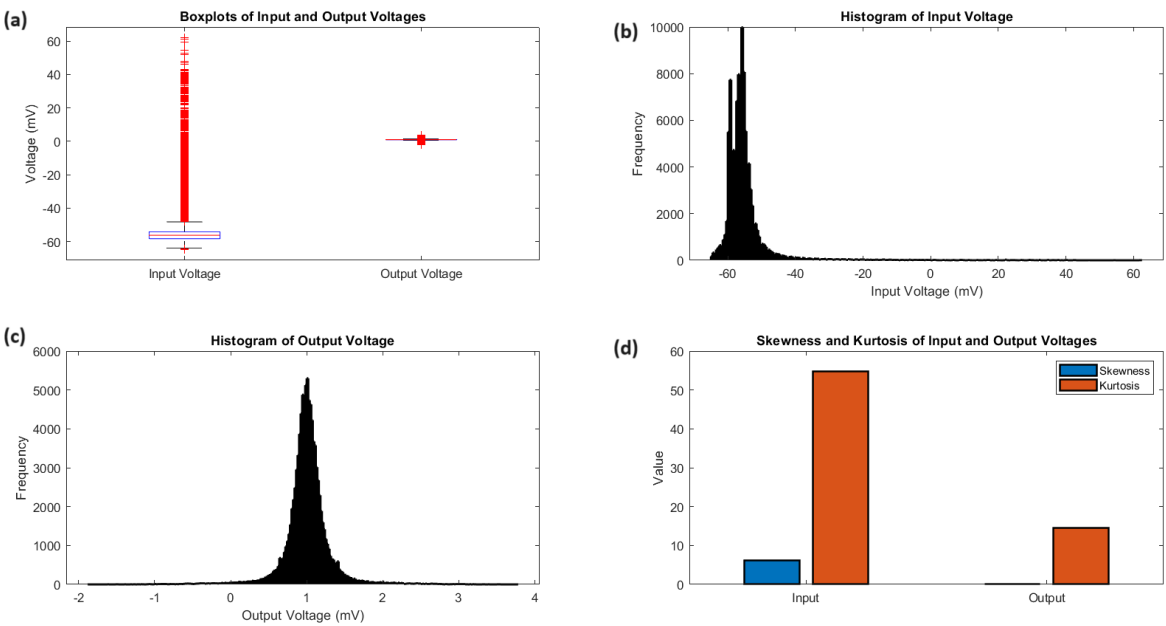 (a)
Boxplots of Input and Output Voltages
60
40
20
0
-20
-40
-60
Voltage (mV)
Input Voltage
Output Voltage
(b)
Histogram of Input Voltage
10000
8000
6000
4000
2000
0
Frequency
-60
-40
-20
0
20
40
60
Input Voltage (mV)
(c)
Histogram of Output Voltage
6000
5000
4000
3000
2000
1000
0
Frequency
-2
-1
0
1
2
3
4
Output Voltage (mV)
(d)
Skewness and Kurtosis of Input and Output Voltages
60
50
40
30
20
10
0
Value
Skewness
Kurtosis
Input
Output